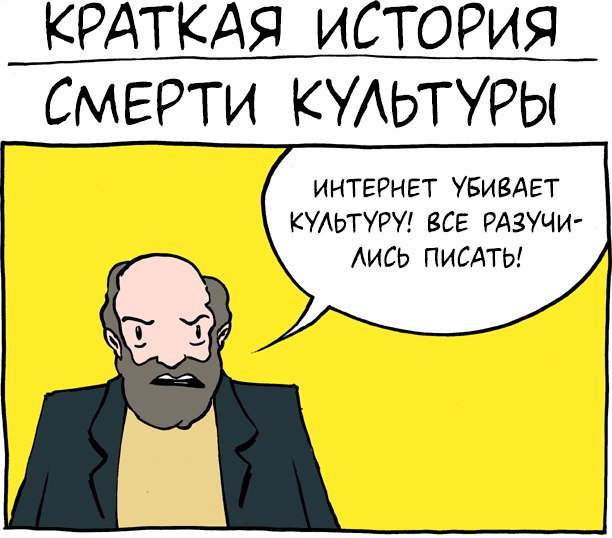 КРАТКАЯ ИСТОРИЯ
СМЕРТИ КУЛЬТУРЫ
ИНТЕРНЕТ УБИВАЕТ
КУЛЬТУРУ! ВСЕ РАЗУЧИ-
ЛИСЬ ПИСАТЬ!